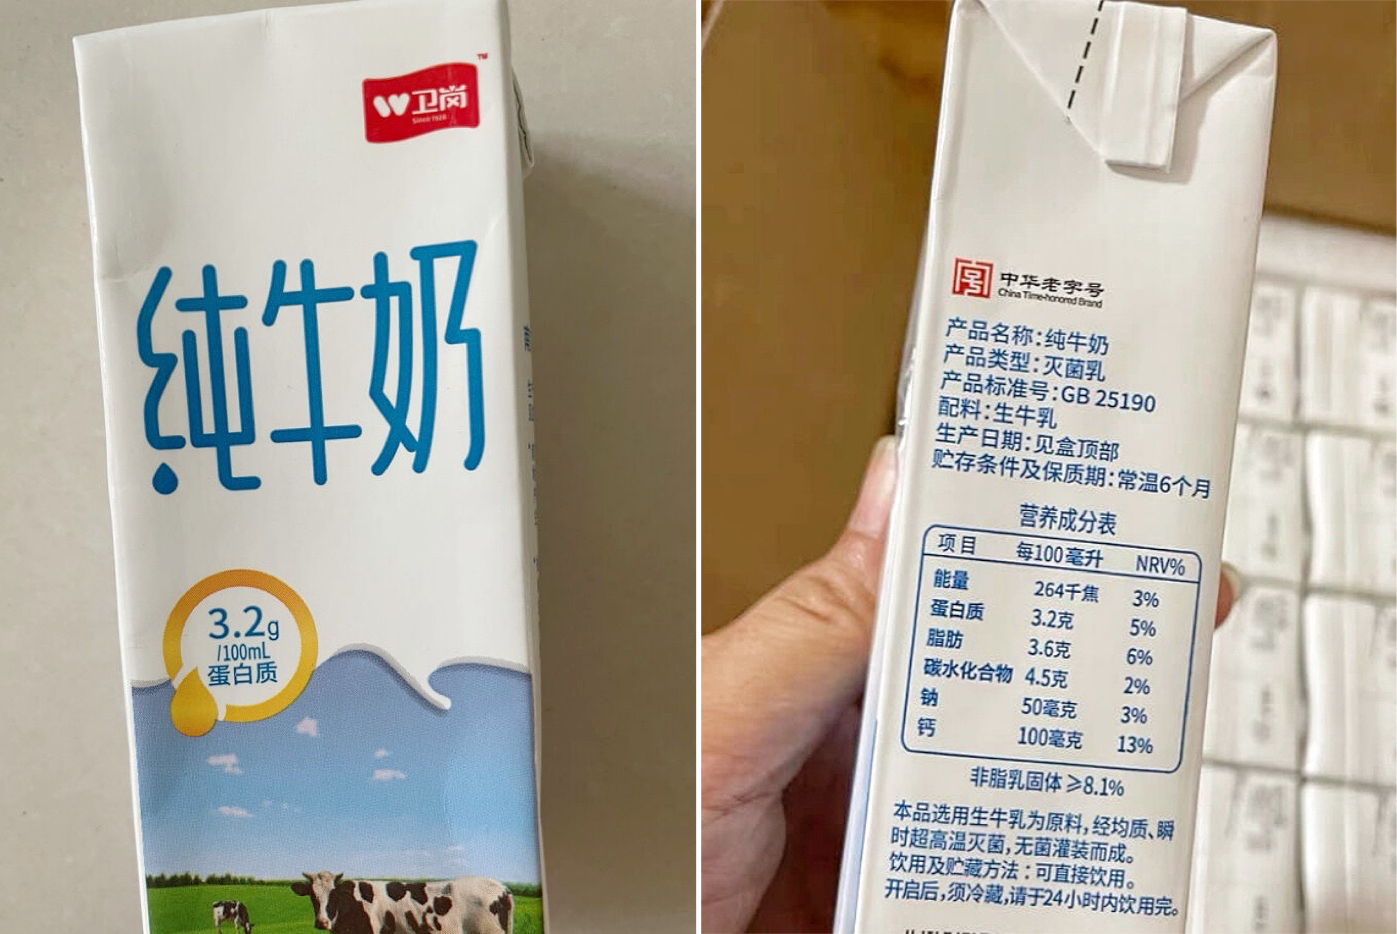 TM
W卫岗
Since 1928
纯牛奶
3.2g
/100mL
蛋白质
中华老字号
China Time-honored Brand
产品名称:纯牛奶
产品类型:灭菌乳
产品标准号:GB 25190
配料:生牛乳
生产日期:见盒顶部
贮存条件及保质期:常温6个月
营养成分表
项目 每100毫升 NRV%
能量 264千焦 3%
蛋白质 3.2克 5%
脂肪 3.6克 6%
碳水化合物 4.5克 2%
钠 50毫克 3%
钙 100毫克 13%
非脂乳固体≥8.1%
本品选用生牛乳为原料,经均质、瞬
时超高温灭菌,无菌灌装而成。
饮用及贮藏方法:可直接饮用。
开启后,须冷藏,请于24小时内饮用完。